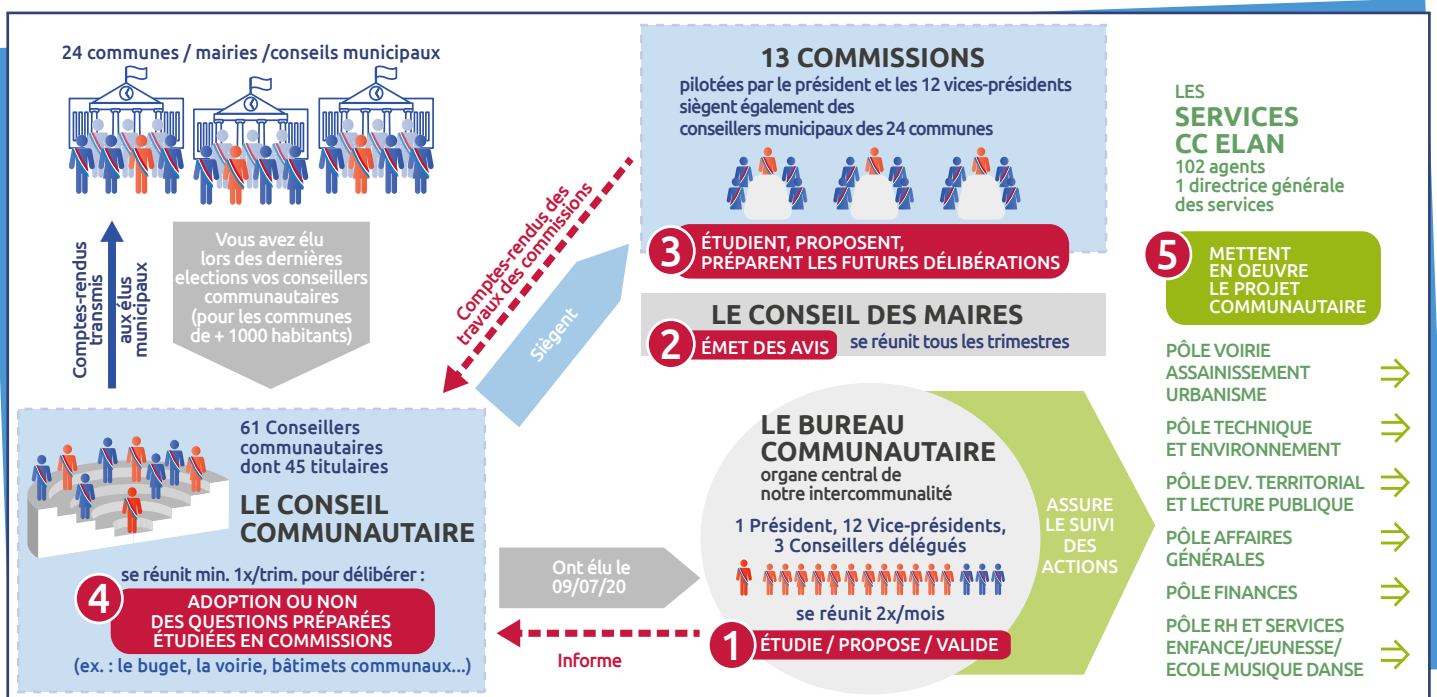 24 communes / mairies /conseils municipaux
Comptes-rendus
transmis
aux élus
municipaux
Vous avez élu
lors des dernières
elections vos conseillers
communautaires
(pour les communes
de + 1000 habitants)
61 Conseillers
communautaires
dont 45 titulaires
LE CONSEIL
COMMUNAUTAIRE
se réunit min. 1x/trim. pour délibérer :
4
ADOPTION OU NON
DES QUESTIONS PRÉPARÉES
ÉTUDIÉES EN COMMISSIONS
(ex. : le buget, la voirie, bâtimets communaux...)
Comptes-rendus des
travaux des commissions
Siègent
Ont élu le
09/07/20
Informe
13 COMMISSIONS
pilotées par le président et les 12 vices-présidents
siègent également des
conseillers municipaux des 24 communes
3
ÉTUDIENT, PROPOSENT,
PRÉPARENT LES FUTURES DÉLIBÉRATIONS
LE CONSEIL DES MAIRES
2
ÉMET DES AVIS
se réunit tous les trimestres
LE BUREAU
COMMUNAUTAIRE
organe central de
notre intercommunalité
1 Président, 12 Vice-présidents,
3 Conseillers délégués
se réunit 2x/mois
1
ÉTUDIE / PROPOSE / VALIDE
ASSURE
LE SUIVI
DES
ACTIONS
LES
SERVICES
CC ELAN
102 agents
1 directrice générale
des services
5
METTENT
EN OEUVRE
LE PROJET
COMMUNAUTAIRE
PÔLE VOIRIE
ASSAINISSEMENT
URBANISME
PÔLE TECHNIQUE
ET ENVIRONNEMENT
PÔLE DEV. TERRITORIAL
ET LECTURE PUBLIQUE
PÔLE AFFAIRES
GÉNÉRALES
PÔLE FINANCES
PÔLE RH ET SERVICES
ENFANCE/JEUNESSE/
ECOLE MUSIQUE DANSE